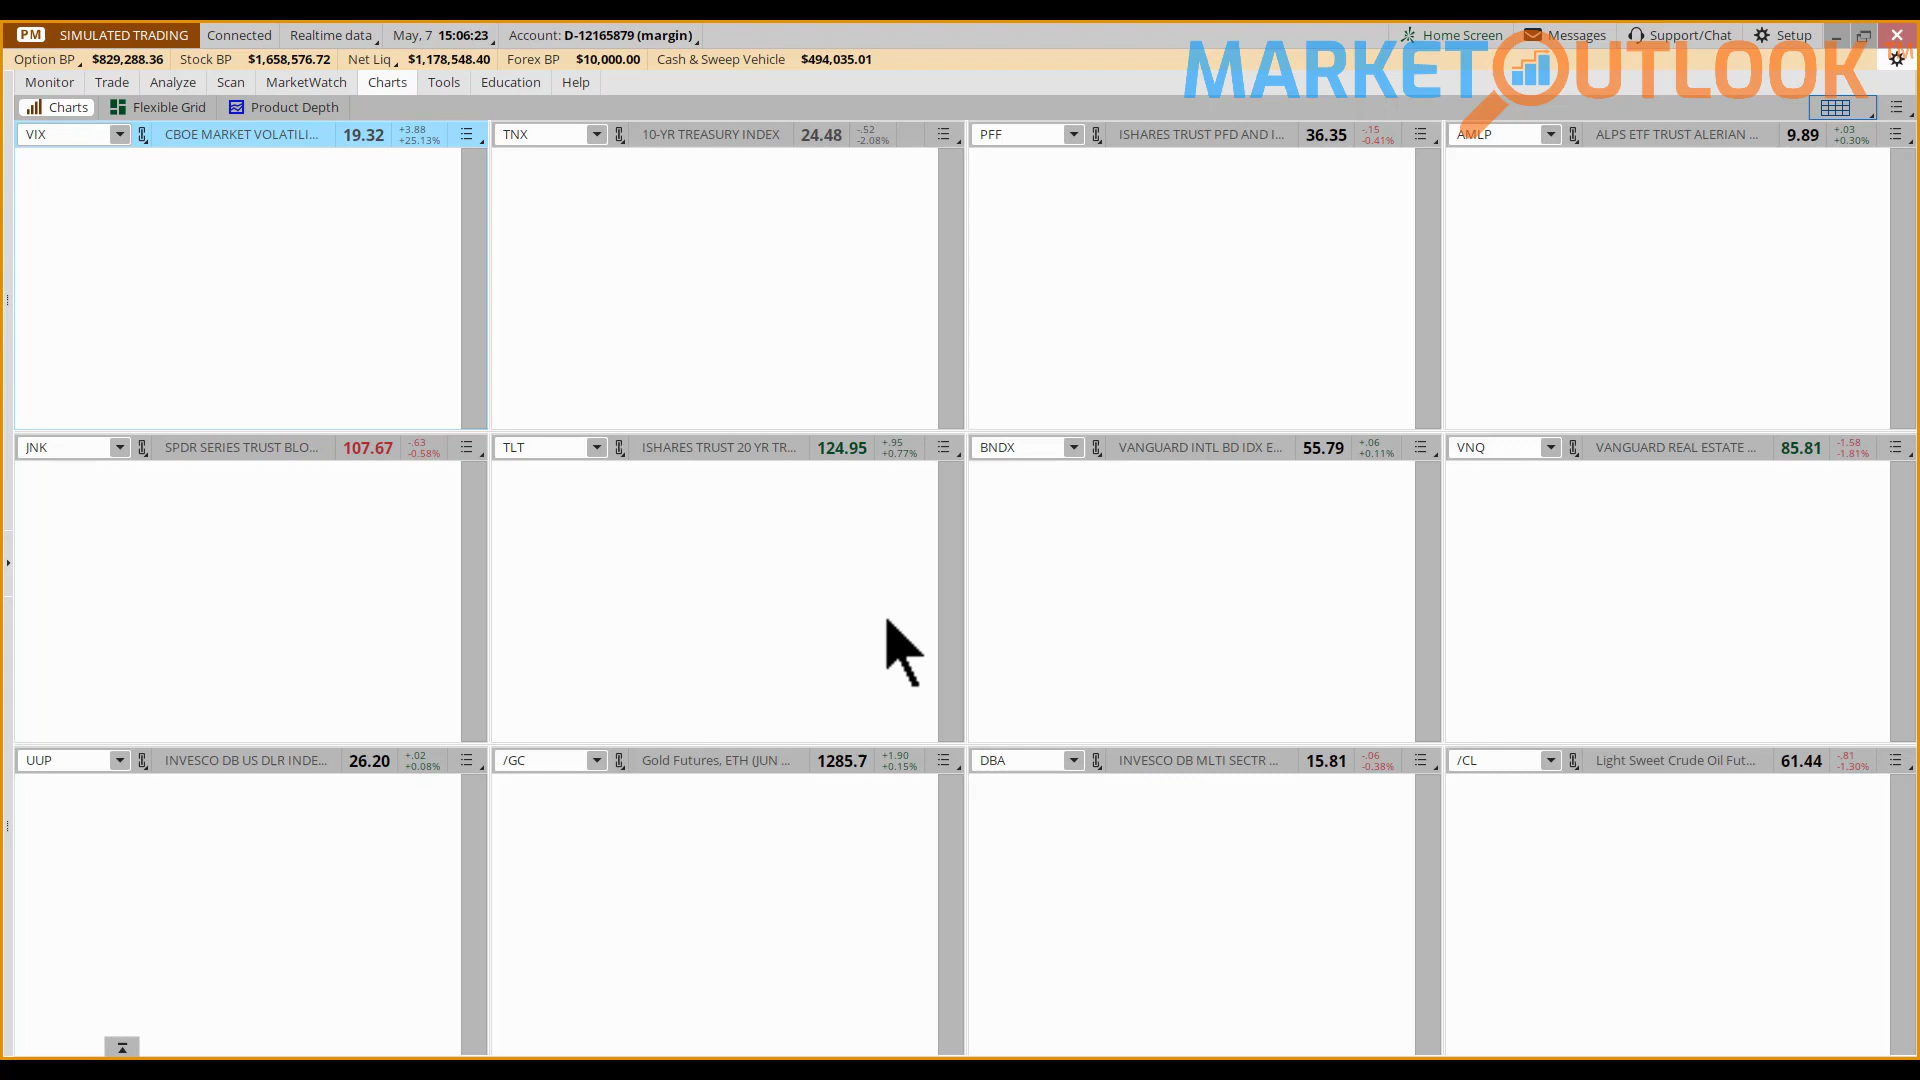 PM SIMULATED TRADING Connected Realtime data May, 7 15:06:23 Account: D-12165879 (margin) Home Screen Messages Support/Chat Setup
MARKET OUTLOOK
TM
Option BP $829,288.36 Stock BP $1,658,576.72 Net Liq $1,178,548.40 Forex BP $10,000.00 Cash & Sweep Vehicle $494,035.01
Monitor Trade Analyze Scan MarketWatch Charts Tools Education Help
Charts Flexible Grid Product Depth
VIX CBOE MARKET VOLATILI... 19.32 +3.88 +25.13%
TNX 10-YR TREASURY INDEX 24.48 -.52 -2.08%
PFF ISHARES TRUST PFD AND I... 36.35 -.15 -0.41%
AMLP ALPS ETF TRUST ALERIAN ... 9.89 +.03 +0.30%
JNK SPDR SERIES TRUST BLO... 107.67 -.63 -0.58%
TLT ISHARES TRUST 20 YR TR... 124.95 +.95 +0.77%
BNDX VANGUARD INTL BD IDX E... 55.79 +.06 +0.11%
VNQ VANGUARD REAL ESTATE ... 85.81 -1.58 -1.81%
UUP INVESCO DB US DLR INDE... 26.20 +.02 +0.08%
/GC Gold Futures, ETH (JUN ... 1285.7 +1.90 +0.15%
DBA INVESCO DB MLTI SECTR ... 15.81 -.06 -0.38%
/CL Light Sweet Crude Oil Fut... 61.44 -.81 -1.30%